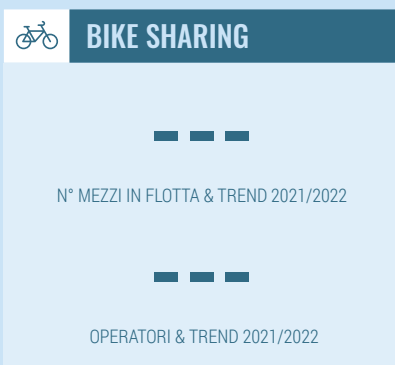 BIKE SHARING
---
N° MEZZI IN FLOTTA & TREND 2021/2022
---
OPERATORI & TREND 2021/2022